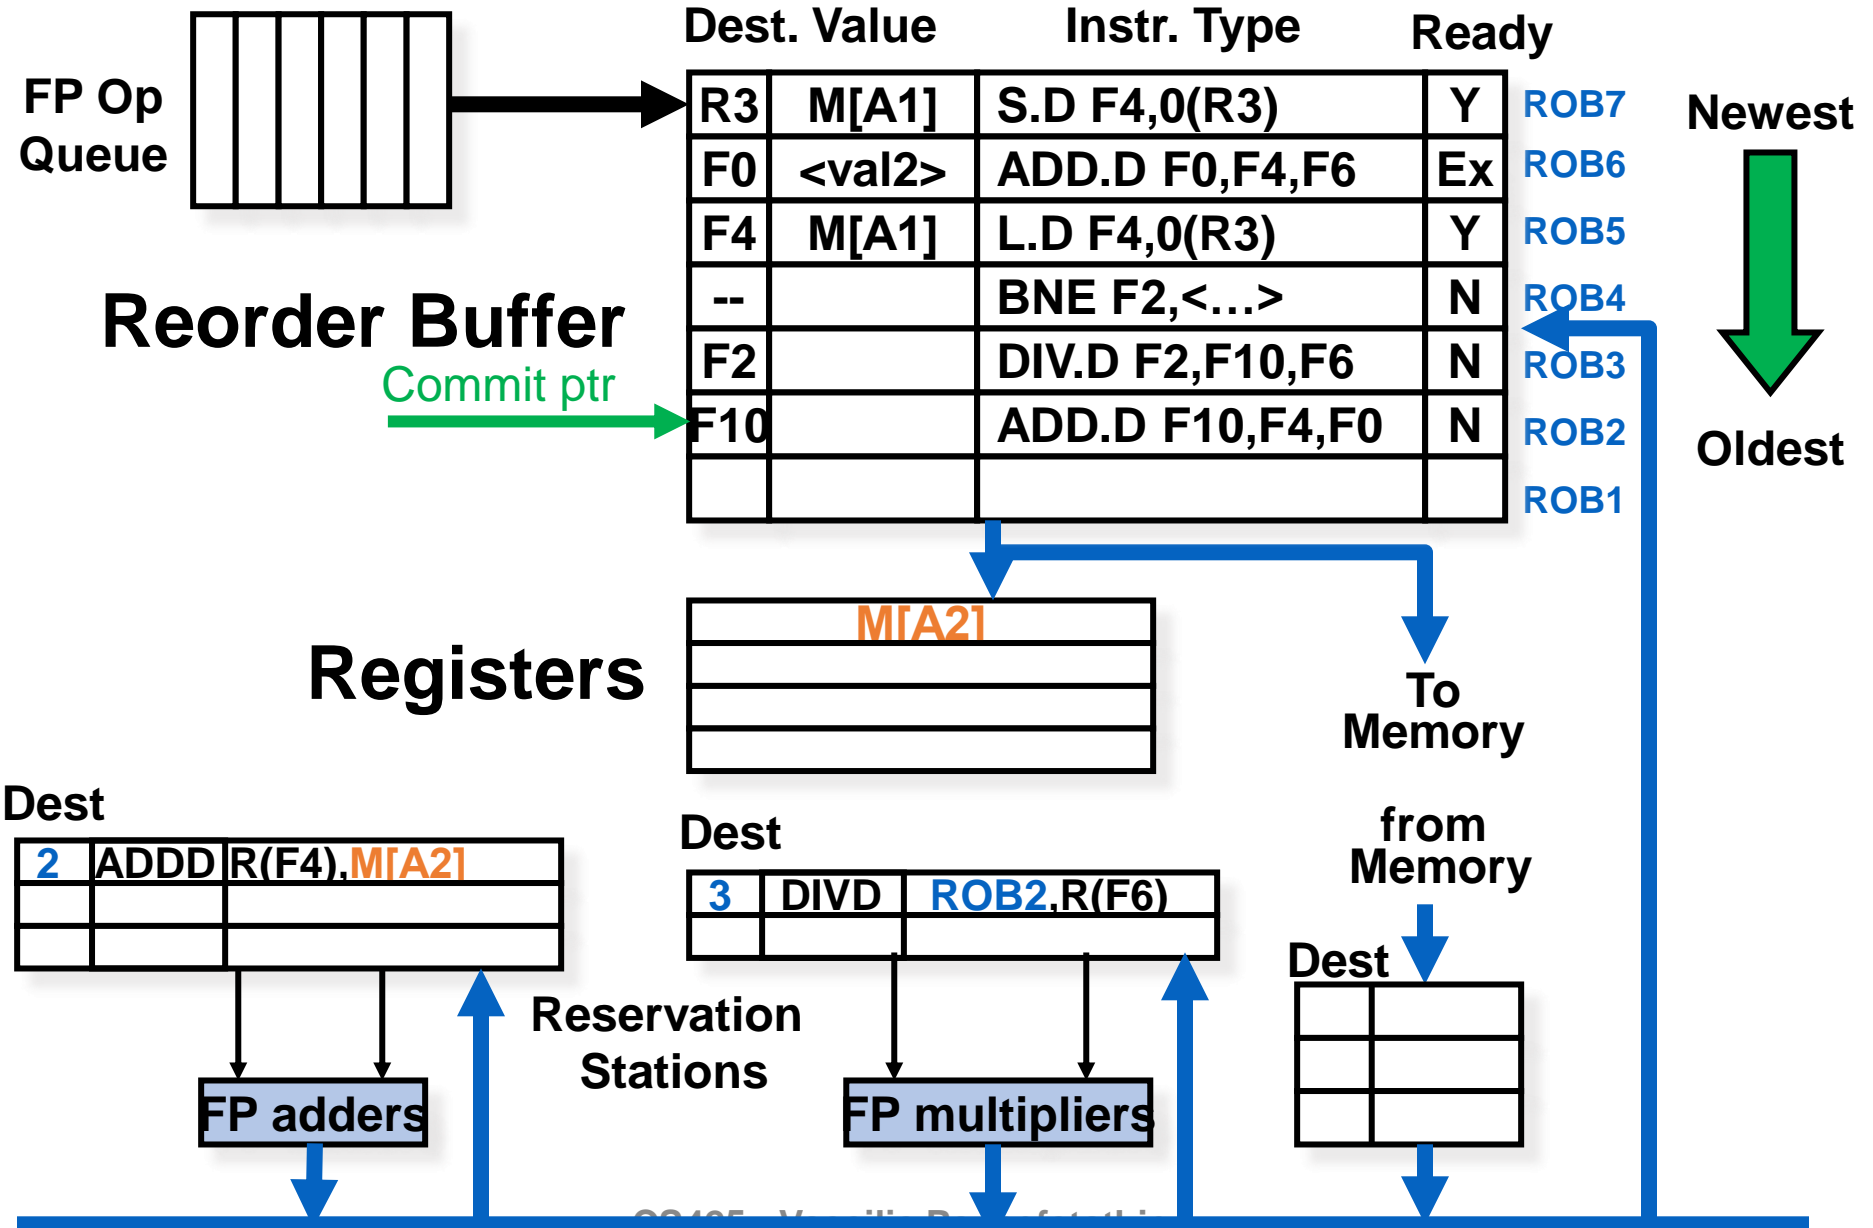 Dest. Value Instr. Type Ready
FP Op
Queue
R3 M[A1] S.D F4,0(R3) Y ROB7
F0 <val2> ADD.D F0,F4,F6 Ex ROB6
F4 M[A1] L.D F4,0(R3) Y ROB5
-- BNE F2,<...> N ROB4
F2 DIV.D F2,F10,F6 N ROB3
F10 ADD.D F10,F4,F0 N ROB2
ROB1
Newest
Oldest
Reorder Buffer
Commit ptr
Registers
M[A2]
To
Memory
Dest
2 ADDD R(F4),M[A2]
Dest
3 DIVD ROB2,R(F6)
from
Memory
Dest
Reservation
Stations
FP adders
FP multipliers